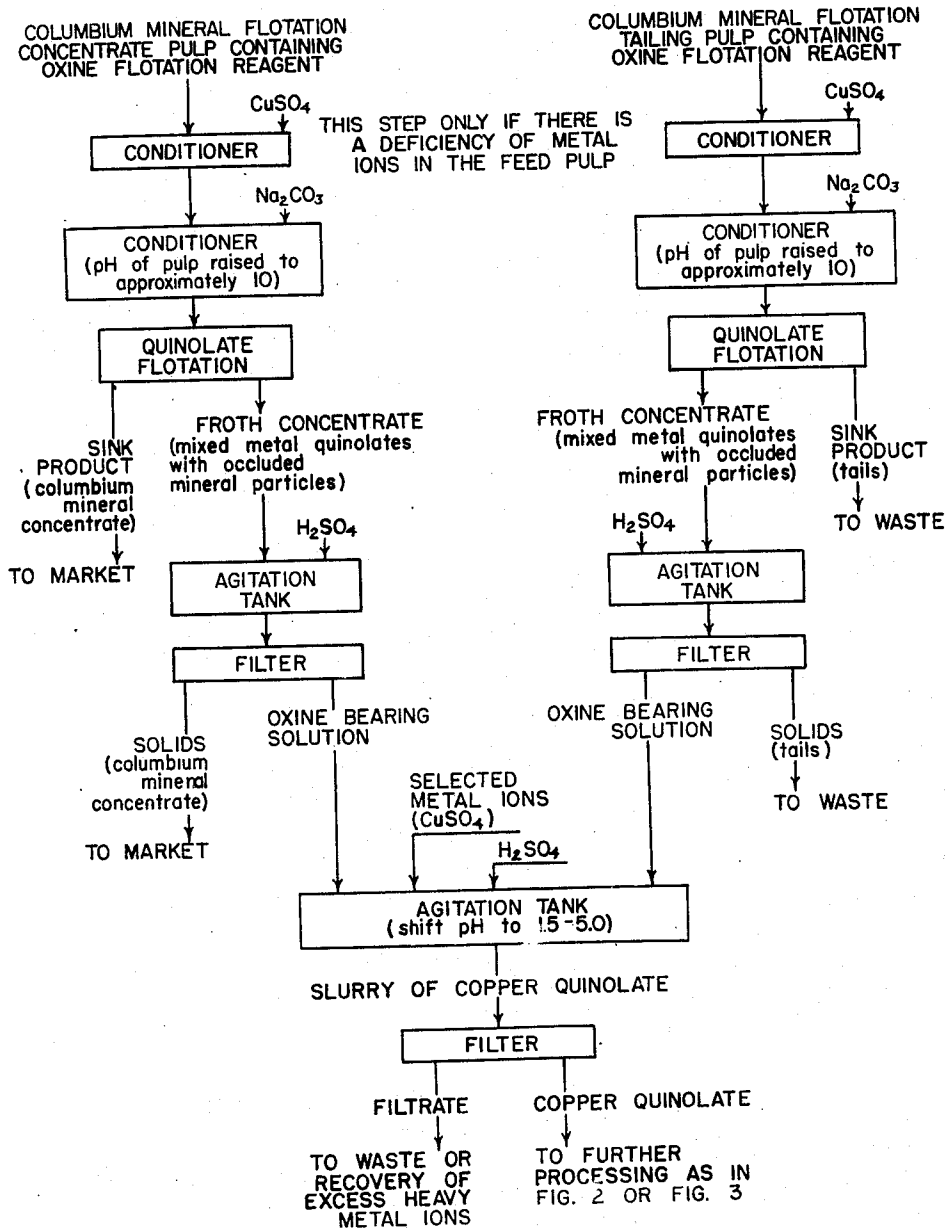 COLUMBIUM MINERAL FLOTATION
CONCENTRATE PULP CONTAINING
OXINE FLOTATION REAGENT
CuSO4
CONDITIONER
Na2CO3
CONDITIONER
(pH of pulp raised to
approximately 10)
QUINOLATE
FLOTATION
SINK
PRODUCT
(columbium
mineral
concentrate)
TO MARKET
FROTH CONCENTRATE
(mixed metal quinolates
with occluded
mineral particles)
H2SO4
AGITATION
TANK
FILTER
SOLIDS
(columbium
mineral
concentrate)
TO MARKET
OXINE BEARING
SOLUTION
THIS STEP ONLY IF THERE IS
A DEFICIENCY OF METAL
IONS IN THE FEED PULP
COLUMBIUM MINERAL FLOTATION
TAILING PULP CONTAINING
OXINE FLOTATION REAGENT
CuSO4
CONDITIONER
Na2CO3
CONDITIONER
(pH of pulp raised to
approximately 10)
QUINOLATE
FLOTATION
FROTH CONCENTRATE
(mixed metal quinolates
with occluded
mineral particles)
SINK
PRODUCT
(tails)
TO WASTE
H2SO4
AGITATION
TANK
FILTER
OXINE BEARING
SOLUTION
SOLIDS
(tails)
TO WASTE
SELECTED
METAL IONS
(CuSO4)
H2SO4
AGITATION TANK
(shift pH to 1.5-5.0)
SLURRY OF COPPER QUINOLATE
FILTER
FILTRATE
TO WASTE OR
RECOVERY OF
EXCESS HEAVY
METAL IONS
COPPER QUINOLATE
TO FURTHER
PROCESSING AS IN
FIG. 2 OR FIG. 3